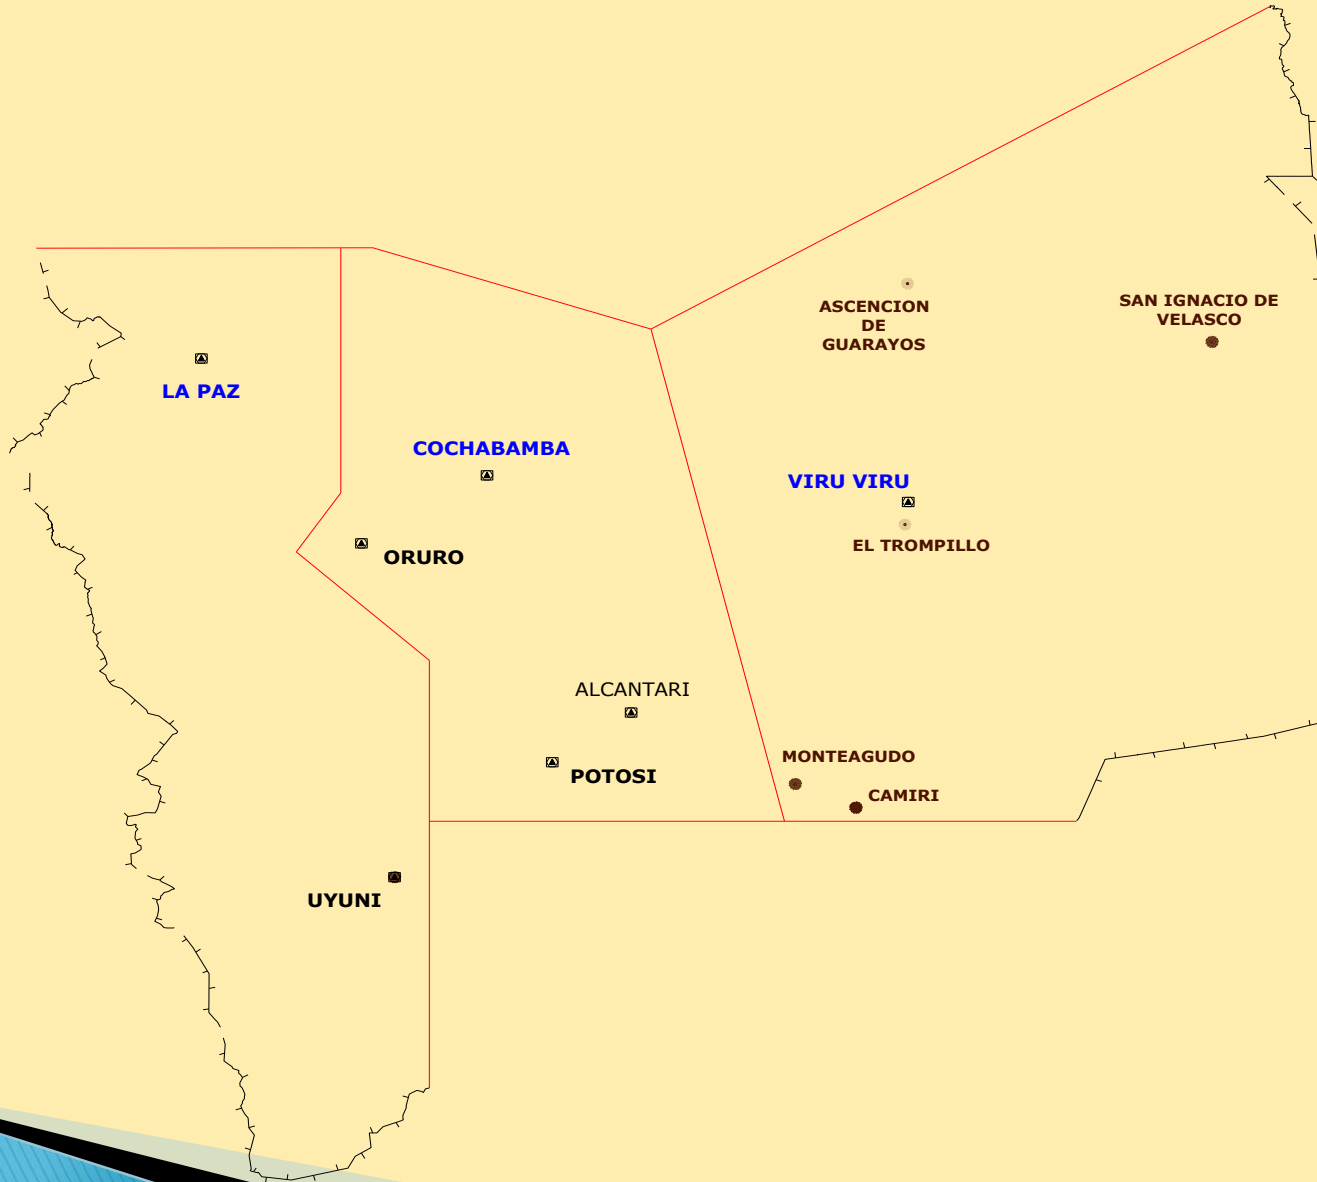 ASCENCION
DE
GUARAYOS
SAN IGNACIO DE
VELASCO
LA PAZ
COCHABAMBA
VIRU VIRU
EL TROMPILLO
ORURO
ALCANTARI
MONTEAGUDO
POTOSI
CAMIRI
UYUNI